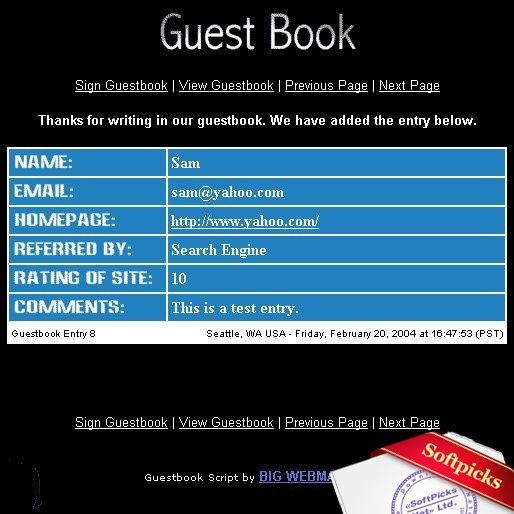 Guest Book
Sign Guestbook | View Guestbook | Previous Page | Next Page
Thanks for writing in our guestbook. We have added the entry below.
NAME: Sam
EMAIL: sam@yahoo.com
HOMEPAGE: http://www.yahoo.com/
REFERRED BY: Search Engine
RATING OF SITE: 10
COMMENTS: This is a test entry.
Guestbook Entry 8 Seattle, WA USA - Friday, February 20, 2004 at 16:47:53 (PST)
Sign Guestbook | View Guestbook | Previous Page | Next Page
Guestbook Script by BIG WEBMA
Softpicks
«SoftPicks
Net» Ltd.